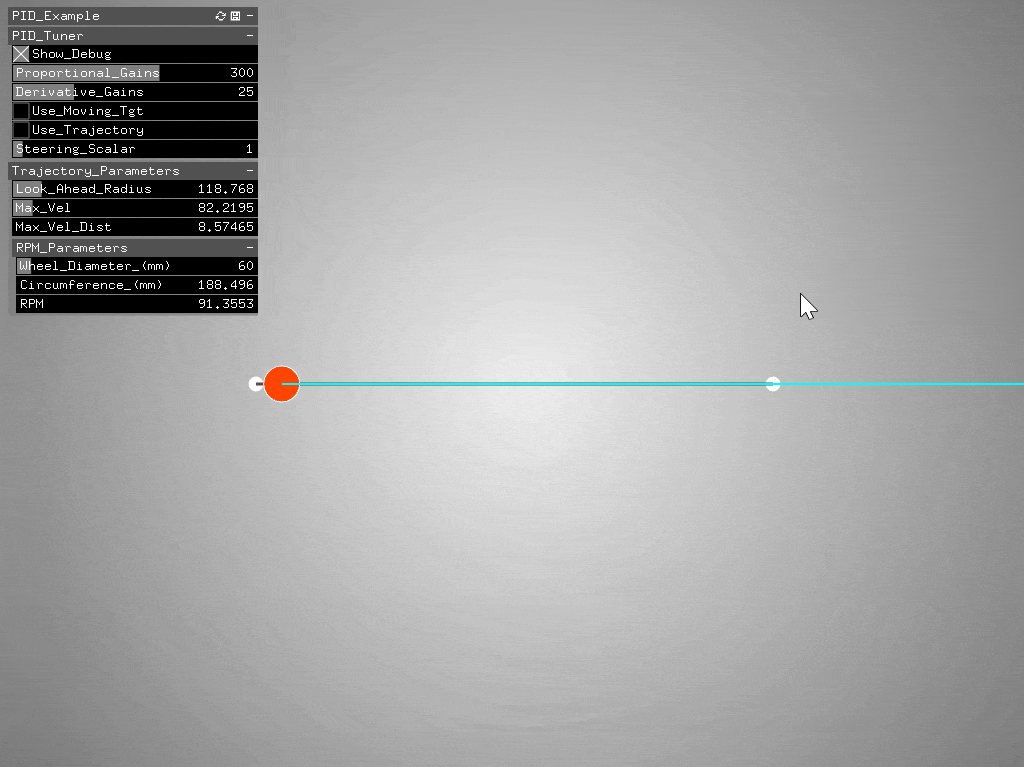 PID_Example
PID_Tuner
Show_Debug
Proportional_Gains 300
Derivative_Gains 25
Use_Moving_Tgt
Use_Trajectory
Steering_Scalar 1
Trajectory_Parameters
Look_Ahead_Radius 118.768
Max_Vel 82.2195
Max_Vel_Dist 8.57465
RPM_Parameters
Wheel_Diameter_(mm) 60
Circumference_(mm) 188.496
RPM 91.3553